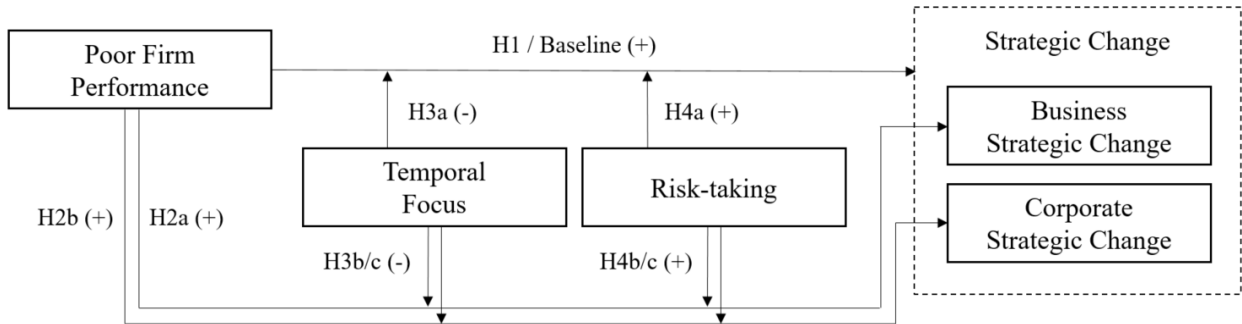 Poor Firm
Performance
H1 / Baseline (+)
Strategic Change
H3a (-)
H4a (+)
Business
Strategic Change
Temporal
Focus
Risk-taking
H2b (+)
H2a (+)
Corporate
Strategic Change
H3b/c (-)
H4b/c (+)